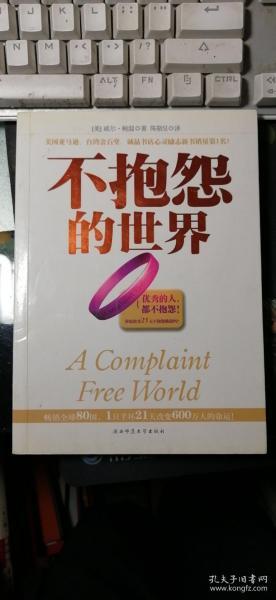 [美] 威尔·鲍温◎著 陈敬旻◎译
美国亚马逊、台湾金石堂、诚品书店心灵励志新书销量第1名!
不抱怨
的世界
优秀的人,
都不抱怨!
A Complaint
Free World
畅销全球80国,1只手环21天改变600万人的命运!
陕西师范大学出版社
孔夫子旧书网
www.kongfz.com